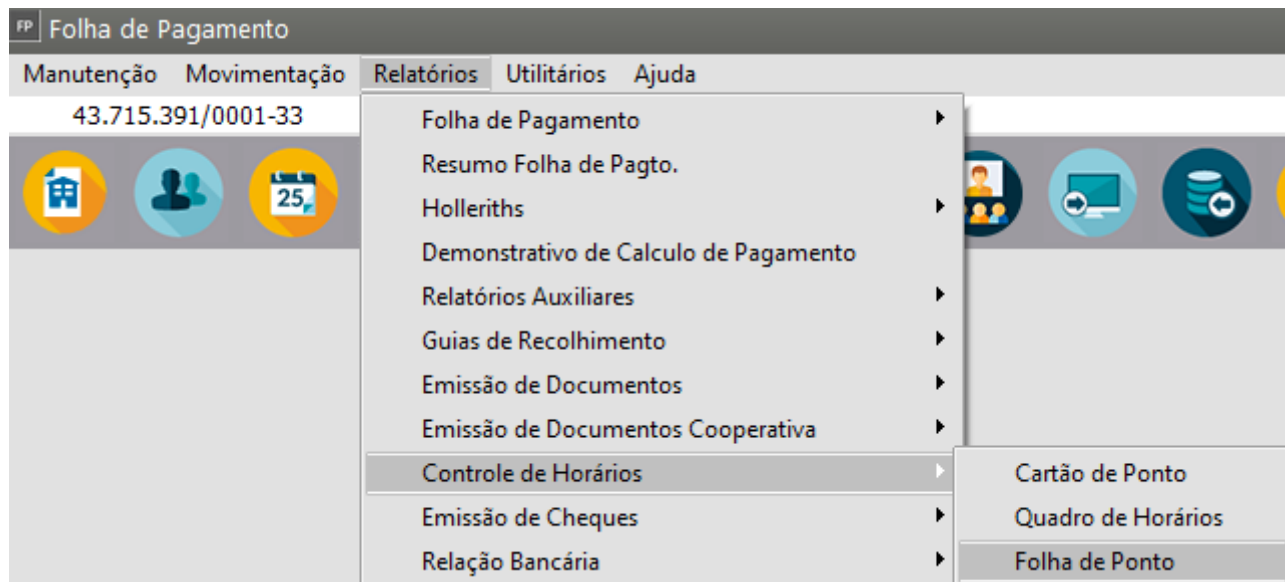 FP Folha de Pagamento
Manutenção Movimentação Relatórios Utilitários Ajuda
43.715.391/0001-33
Folha de Pagamento
Resumo Folha de Pagto.
Holleriths
Demonstrativo de Calculo de Pagamento
Relatórios Auxiliares
Guias de Recolhimento
Emissão de Documentos
Emissão de Documentos Cooperativa
Controle de Horários
Emissão de Cheques
Relação Bancária
25
Cartão de Ponto
Quadro de Horários
Folha de Ponto